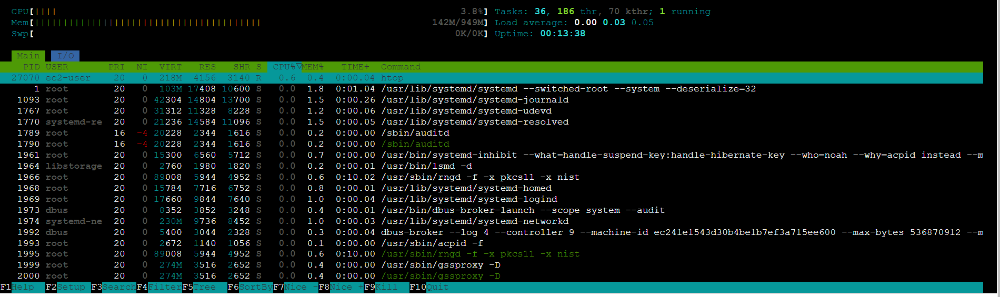 CPU[|||| 3.8%] Tasks: 36, 186 thr, 70 kthr; 1 running
Mem[|||||||||||||||||||||||||||||||||||||||| 142M/949M] Load average: 0.00 0.03 0.05
Swp[ 0K/0K] Uptime: 00:13:38
Main I/O
PID USER PRI NI VIRT RES SHR S CPU%▽MEM% TIME+ Command
27070 ec2-user 20 0 218M 4156 3140 R 0.6 0.4 0:00.04 htop
1 root 20 0 103M 17408 10600 S 0.0 1.8 0:01.04 /usr/lib/systemd/systemd --switched-root --system --deserialize=32
1093 root 20 0 42304 14804 13700 S 0.0 1.5 0:00.26 /usr/lib/systemd/systemd-journald
1767 root 20 0 31312 11328 8228 S 0.0 1.2 0:00.06 /usr/lib/systemd/systemd-udevd
1770 systemd-re 20 0 21236 14584 11096 S 0.0 1.5 0:00.05 /usr/lib/systemd/systemd-resolved
1789 root 16 -4 20228 2344 1616 S 0.0 0.2 0:00.00 /sbin/auditd
1790 root 16 -4 20228 2344 1616 S 0.0 0.2 0:00.00 /sbin/auditd
1961 root 20 0 15300 6560 5712 S 0.0 0.7 0:00.00 /usr/bin/systemd-inhibit --what=handle-suspend-key:handle-hibernate-key --who=noah --why=acpid instead --m
1964 libstorage 20 0 2760 1980 1820 S 0.0 0.2 0:00.01 /usr/bin/lsmd -d
1966 root 20 0 89008 5944 4952 S 0.0 0.6 0:10.02 /usr/sbin/rngd -f -x pkcs11 -x nist
1968 root 20 0 15784 7716 6752 S 0.0 0.8 0:00.01 /usr/lib/systemd/systemd-homed
1969 root 20 0 17660 9844 7640 S 0.0 1.0 0:00.04 /usr/lib/systemd/systemd-logind
1973 dbus 20 0 8352 3852 3248 S 0.0 0.4 0:00.01 /usr/bin/dbus-broker-launch --scope system --audit
1974 systemd-ne 20 0 230M 9736 8452 S 0.0 1.0 0:00.03 /usr/lib/systemd/systemd-networkd
1992 dbus 20 0 5400 3044 2328 S 0.0 0.3 0:00.04 dbus-broker --log 4 --controller 9 --machine-id ec241e1543d30b4be1b7ef3a715ee600 --max-bytes 536870912 --m
1993 root 20 0 2672 1140 1056 S 0.0 0.1 0:00.00 /usr/sbin/acpid -f
1995 root 20 0 89008 5944 4952 S 0.0 0.6 0:10.00 /usr/sbin/rngd -f -x pkcs11 -x nist
1999 root 20 0 274M 3516 2652 S 0.0 0.4 0:00.00 /usr/sbin/gssproxy -D
2000 root 20 0 274M 3516 2652 S 0.0 0.4 0:00.00 /usr/sbin/gssproxy -D
F1Help F2Setup F3SearchF4FilterF5Tree F6SortByF7Nice -F8Nice +F9Kill F10Quit